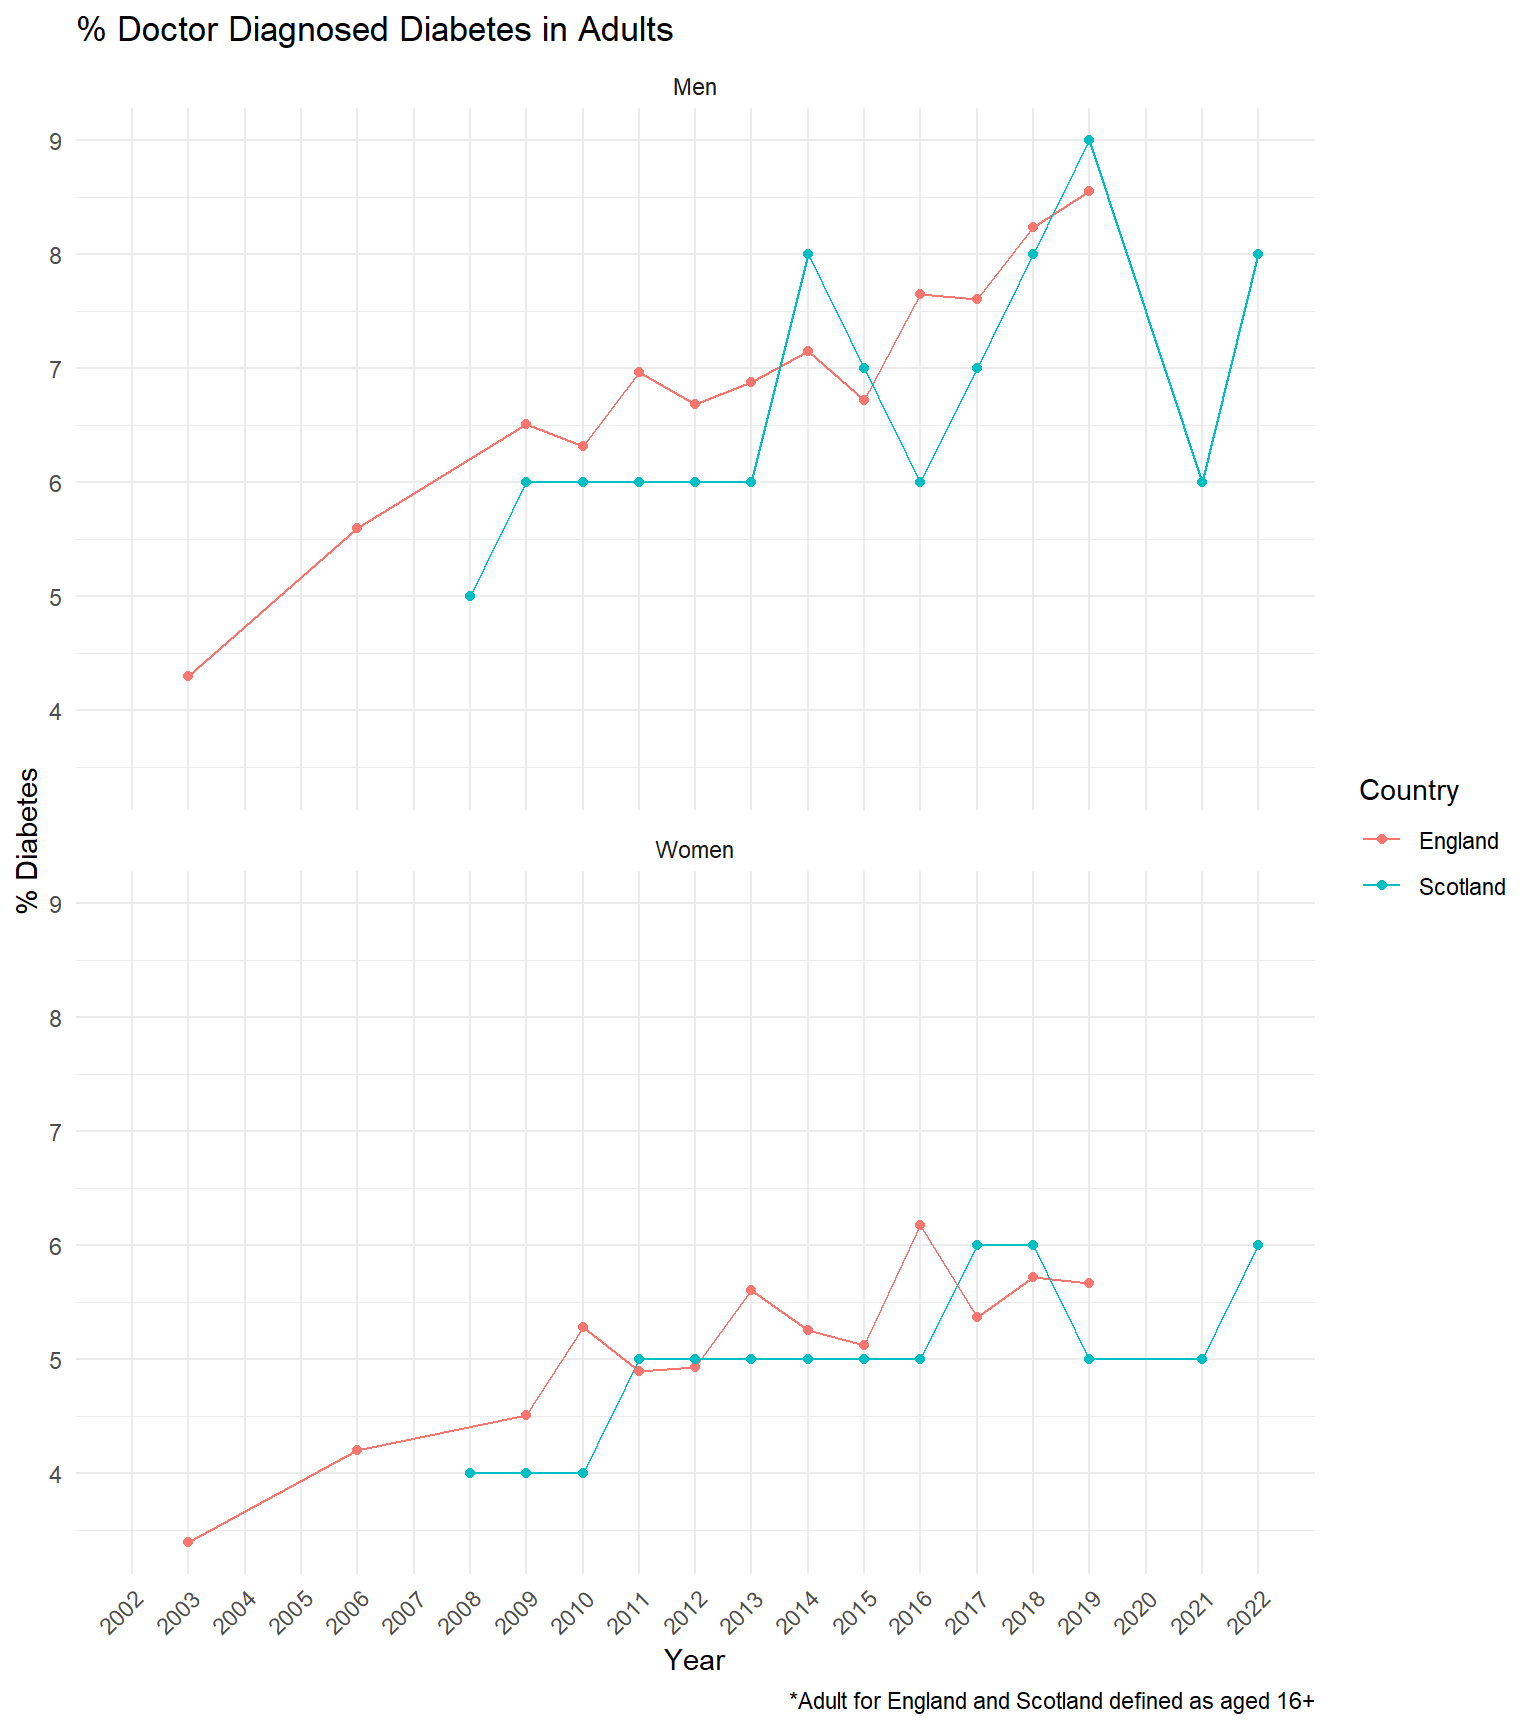 % Doctor Diagnosed Diabetes in Adults
Men
9
8
7
6
5
4
% Diabetes
Women
9
8
7
6
5
4
2002 2003 2004 2005 2006 2007 2008 2009 2010 2011 2012 2013 2014 2015 2016 2017 2018 2019 2020 2021 2022
Year
Country
England
Scotland
*Adult for England and Scotland defined as aged 16+